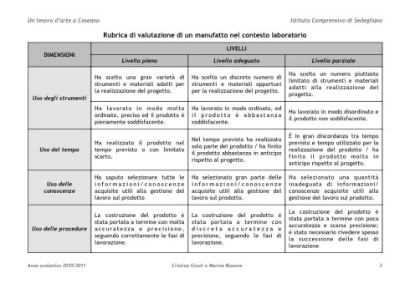 Un tesoro d'arte a Coseano Istituto Comprensivo di Sedegliano
Rubrica di valutazione di un manufatto nel contesto laboratorio
DIMENSIONI
LIVELLI
Livello pieno Livello adeguato Livello parziale
Uso degli strumenti
Ha scelto una gran varietà di
strumenti e materiali adatti per
la realizzazione del progetto.
Ha scelto un discreto numero di
strumenti e materiali opportuni
per la realizzazione del progetto.
Ha scelto un numero piuttosto
limitato di strumenti e materiali
adatti alla realizzazione del
progetto.
Ha lavorato in modo molto
ordinato, preciso ed il prodotto è
pienamente soddisfacente.
Ha lavorato in modo ordinato, ed
il prodotto è abbastanza
soddisfacente.
Ha lavorato in modo disordinato e
il prodotto non soddisfacente.
Uso del tempo
Ha realizzato il prodotto nel
tempo previsto o con limitato
scarto.
Nel tempo previsto ha realizzato
solo parte del prodotto / ha finito
il prodotto abbastanza in anticipo
rispetto al progetto.
È in gran discordanza tra tempo
previsto e tempo utilizzato per la
realizzazione del prodotto / ha
finito il prodotto molto in
anticipo rispetto al progetto.
Uso delle
conoscenze
Ha saputo selezionare tutte le
informazioni/conoscenze
acquisite utili alla gestione del
lavoro sul prodotto
Ha selezionato gran parte delle
informazioni/conoscenze
acquisite utili alla gestione del
lavoro sul prodotto
Ha selezionato una quantità
inadeguata di informazioni/
conoscenze acquisite utili alla
gestione del lavoro sul prodotto
Uso delle procedure
La costruzione del prodotto è
stata portata a termine con molta
accuratezza e precisione,
seguendo correttamente le fasi di
lavorazione.
La costruzione del prodotto è
stata portata a termine con
discreta accuratezza e
precisione, seguendo le fasi di
lavorazione.
La costruzione del prodotto è
stata portata a termine con poca
accuratezza e scarsa precisione;
è stato necessario rivedere spesso
la successione delle fasi di
lavorazione
Anno scolastico 2010/2011 Cristina Giusti e Marina Bisaone 2